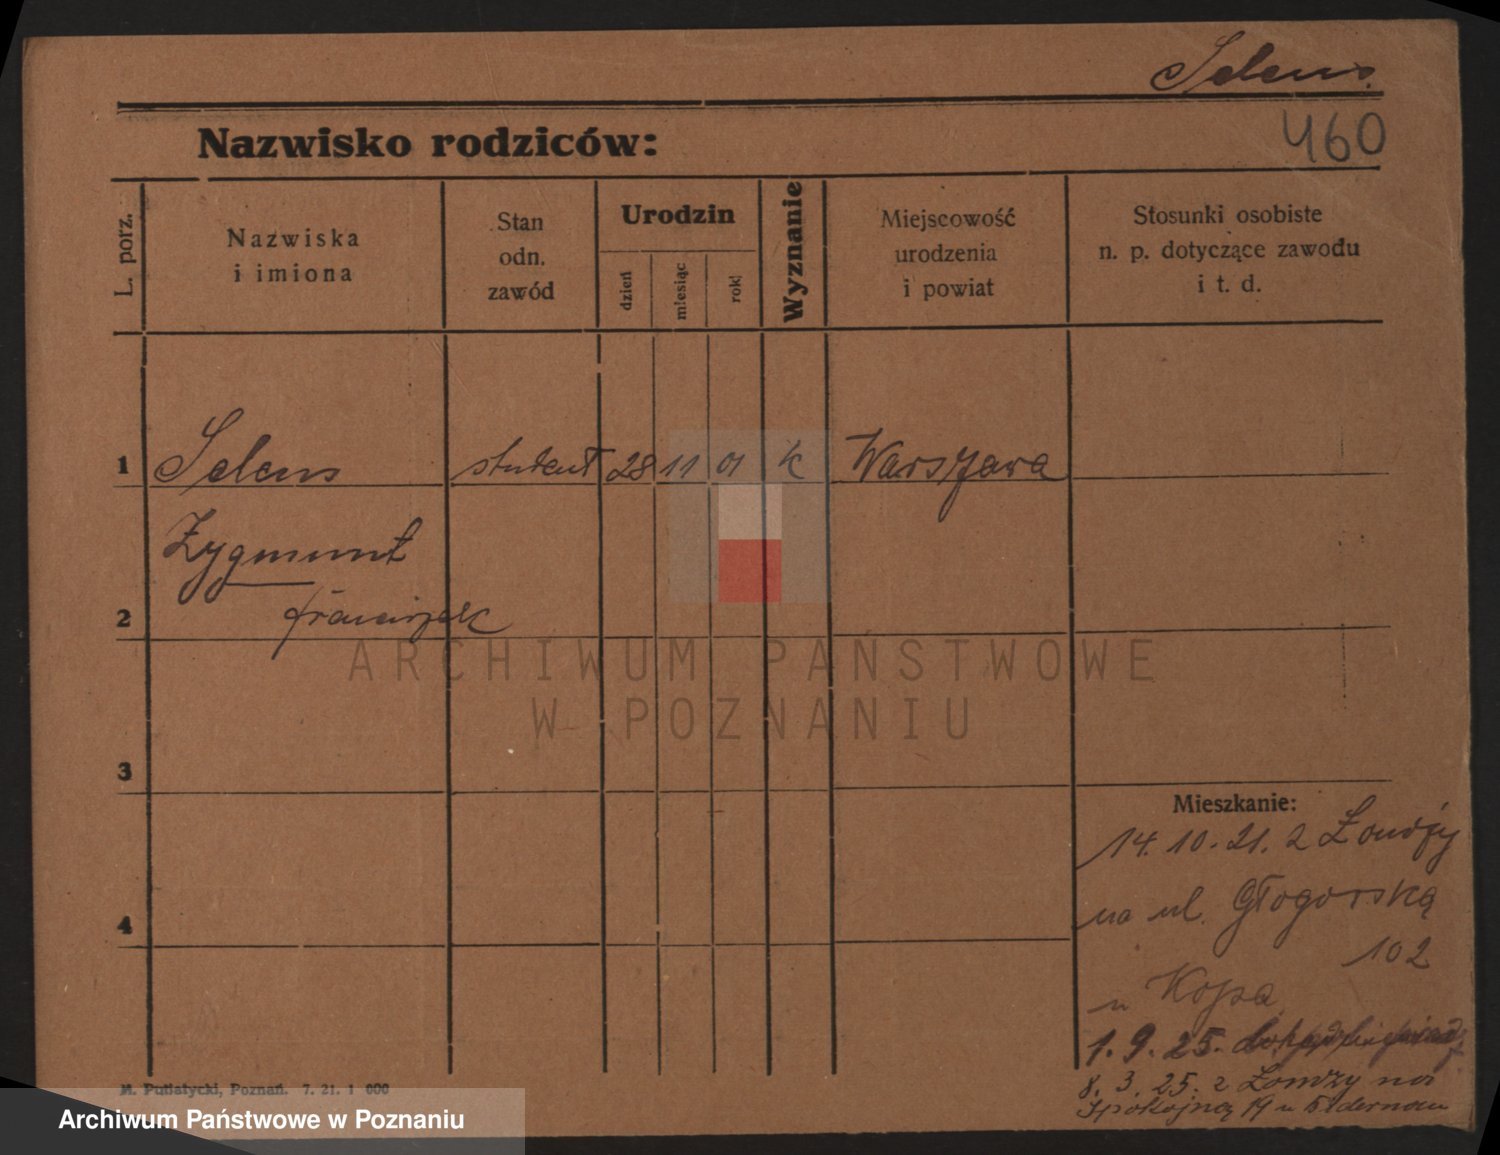 Selens.
Nazwisko rodziców:
460
L. porz.
Nazwiska
i imiona
Stan
odn.
zawód
Urodzin
dzień
miesiąc
rok
Wyznanie
Miejscowość
urodzenia
i powiat
Stosunki osobiste
n. p. dotyczące zawodu
i t. d.
1
Selens student 28 11 01 k Warszawa
Zygmunt
2
Franciszek
3
4
Mieszkanie:
14. 10. 21. z Łomży
na ul. Głogorską
102
u Kopa
1. 9. 25.
8. 3. 25. z Łomży na
Spokojną 19 u
M. Putiatycki, Poznań. 7. 21. 1 000
ARCHIWUM PAŃSTWOWE
W POZNANIU
Archiwum Państwowe w Poznaniu